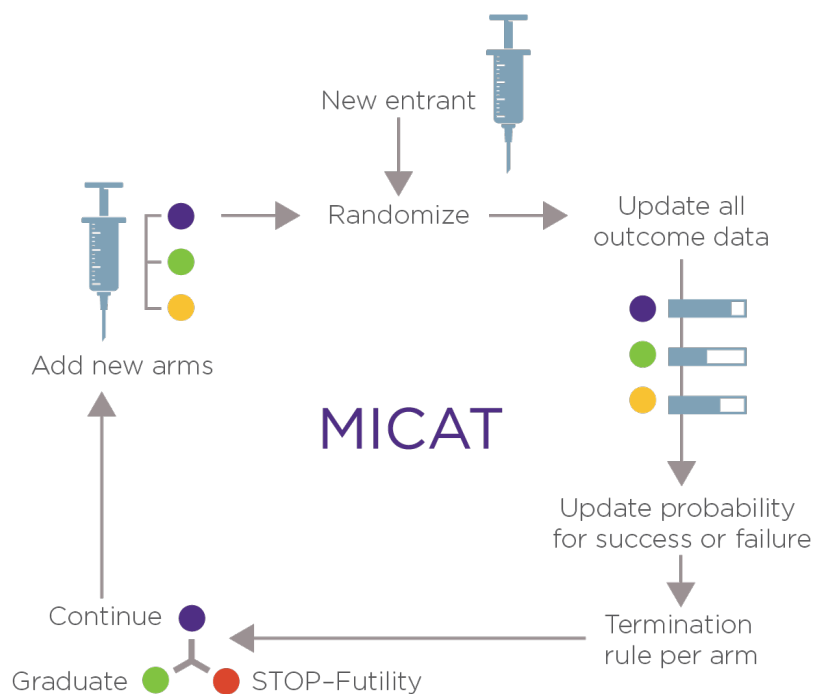 New entrant
Randomize
Update all
outcome data
Add new arms
MICAT
Update probability
for success or failure
Termination
rule per arm
Continue
Graduate
STOP–Futility